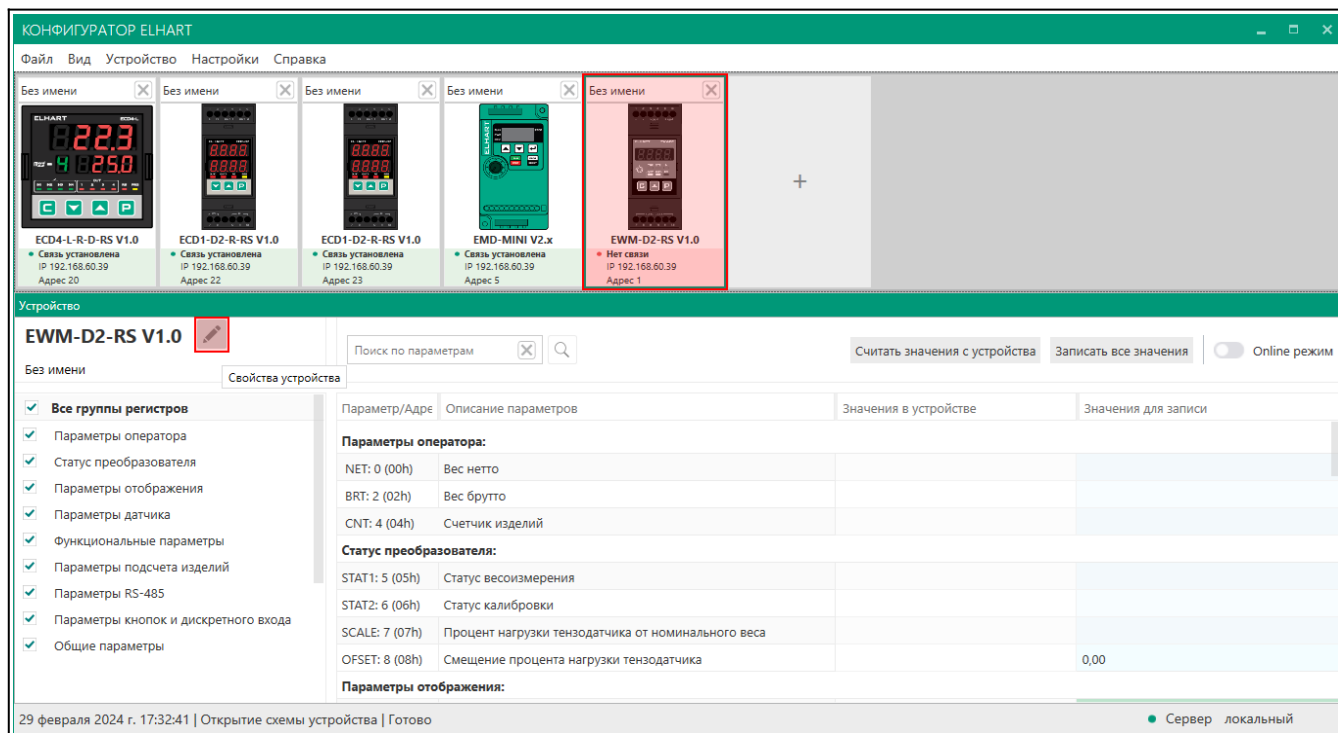 КОНФИГУРАТОР ELHART
Файл Вид Устройство Настройки Справка
Без имени Без имени Без имени Без имени Без имени
ELHART ECD4-L
22.3
4 25.0
OUT
C P
ELHART
+
ECD4-L-R-D-RS V1.0 ECD1-D2-R-RS V1.0 ECD1-D2-R-RS V1.0 EMD-MINI V2.x EWM-D2-RS V1.0
Связь установлена Связь установлена Связь установлена Связь установлена Нет связи
IP 192.168.60.39 IP 192.168.60.39 IP 192.168.60.39 IP 192.168.60.39 IP 192.168.60.39
Адрес 20 Адрес 22 Адрес 23 Адрес 5 Адрес 1
Устройство
EWM-D2-RS V1.0
Без имени
Свойства устройства
Поиск по параметрам Считать значения с устройства Записать все значения Online режим
Все группы регистров
Параметры оператора
Статус преобразователя
Параметры отображения
Параметры датчика
Функциональные параметры
Параметры подсчета изделий
Параметры RS-485
Параметры кнопок и дискретного входа
Общие параметры
Параметр/Адре Описание параметров Значения в устройстве Значения для записи
Параметры оператора:
NET: 0 (00h) Вес нетто
BRT: 2 (02h) Вес брутто
CNT: 4 (04h) Счетчик изделий
Статус преобразователя:
STAT1: 5 (05h) Статус весоизмерения
STAT2: 6 (06h) Статус калибровки
SCALE: 7 (07h) Процент нагрузки тензодатчика от номинального веса
OFSET: 8 (08h) Смещение процента нагрузки тензодатчика 0,00
Параметры отображения:
29 февраля 2024 г. 17:32:41 | Открытие схемы устройства | Готово Сервер локальный